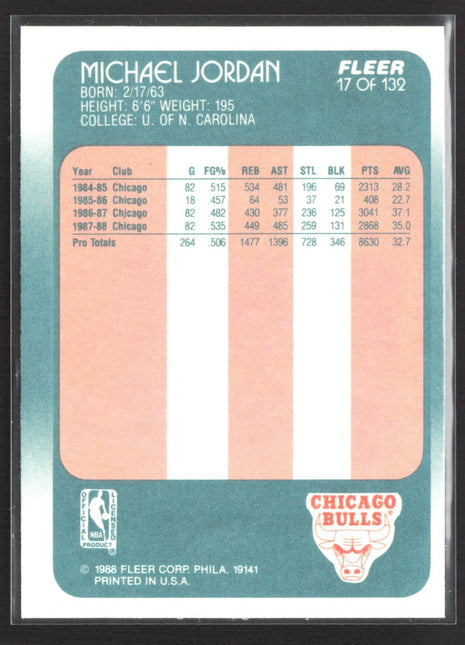 MICHAEL JORDAN
FLEER
17 OF 132
BORN: 2/17/63
HEIGHT: 6'6" WEIGHT: 195
COLLEGE: U. OF N. CAROLINA
Year Club G FG% REB AST STL BLK PTS AVG
1984-85 Chicago 82 .515 534 481 196 69 2313 28.2
1985-86 Chicago 18 .457 64 53 37 21 408 22.7
1986-87 Chicago 82 .482 430 377 236 125 3041 37.1
1987-88 Chicago 82 .535 449 485 259 131 2868 35.0
Pro Totals 264 .506 1477 1396 728 346 8630 32.7
OFFICIAL LICENSED
NBA
PRODUCT ®
CHICAGO
BULLS®
© 1988 FLEER CORP. PHILA. 19141
PRINTED IN U.S.A.